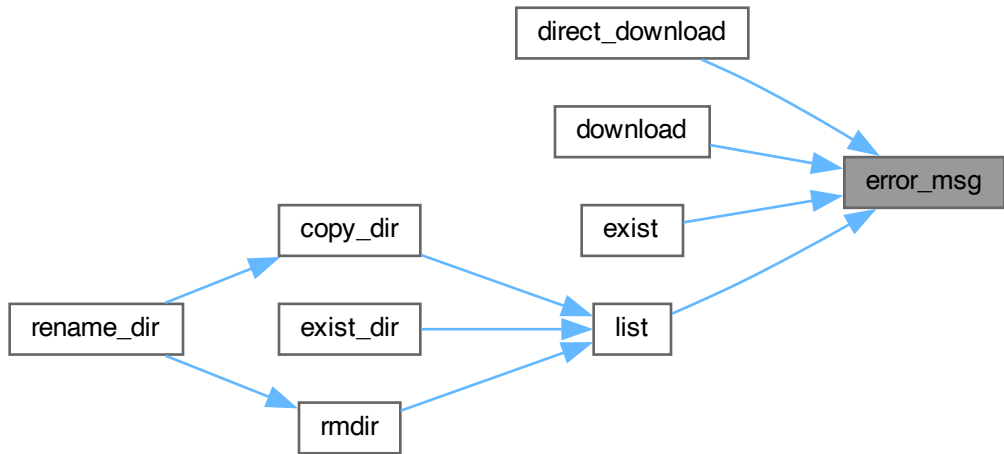 direct_download
download
error_msg
exist
copy_dir
rename_dir
exist_dir
list
rmdir